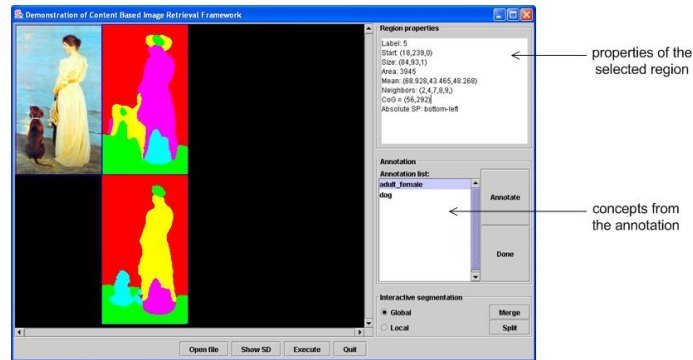 Demonstration of Content Based Image Retrieval Framework
Region properties
Label: 5
Start: (18,239,0)
Size: (84,93,1)
Area: 3945
Mean: (68.928,43.465,48.268)
Neighbors: (2,4,7,8,9,)
CoG = (56,292)
Absolute SP: bottom-left
properties of the
selected region
Annotation
Annotation list:
adult_female
dog
Annotate
Done
concepts from
the annotation
Interactive segmentation
Global
Merge
Local
Split
Open file
Show SD
Execute
Quit